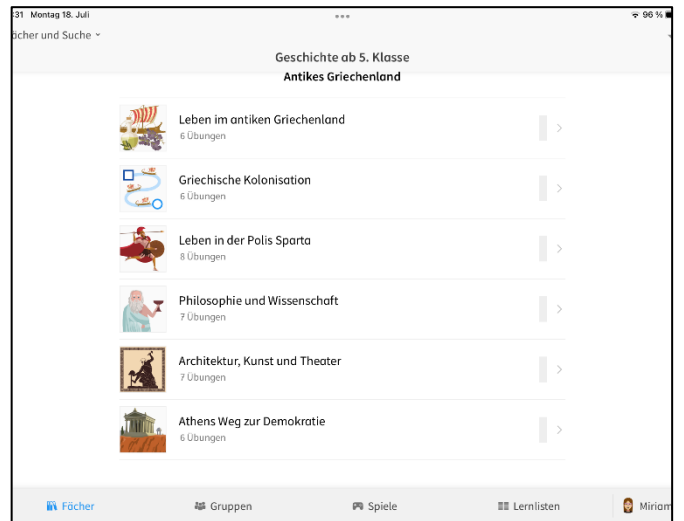 :31 Montag 18. Juli
96 %
ächer und Suche
Geschichte ab 5. Klasse
Antikes Griechenland
Leben im antiken Griechenland
6 Übungen
Griechische Kolonisation
6 Übungen
Leben in der Polis Sparta
8 Übungen
Philosophie und Wissenschaft
7 Übungen
Architektur, Kunst und Theater
7 Übungen
Athens Weg zur Demokratie
6 Übungen
Fächer Gruppen Spiele Lernlisten Miriam